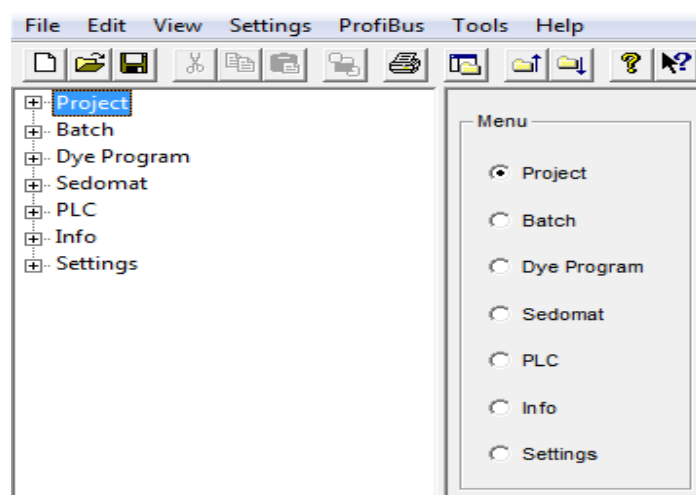 File Edit View Settings ProfiBus Tools Help
Project
Batch
Dye Program
Sedomat
PLC
Info
Settings
Menu
Project
Batch
Dye Program
Sedomat
PLC
Info
Settings